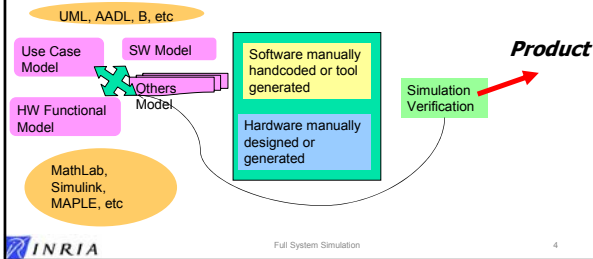 UML, AADL, B, etc
Use Case
Model
SW Model
Others
Model
HW Functional
Model
MathLab,
Simulink,
MAPLE, etc
Software manually
handcoded or tool
generated
Hardware manually
designed or
generated
Simulation
Verification
Product
INRIA
Full System Simulation
4